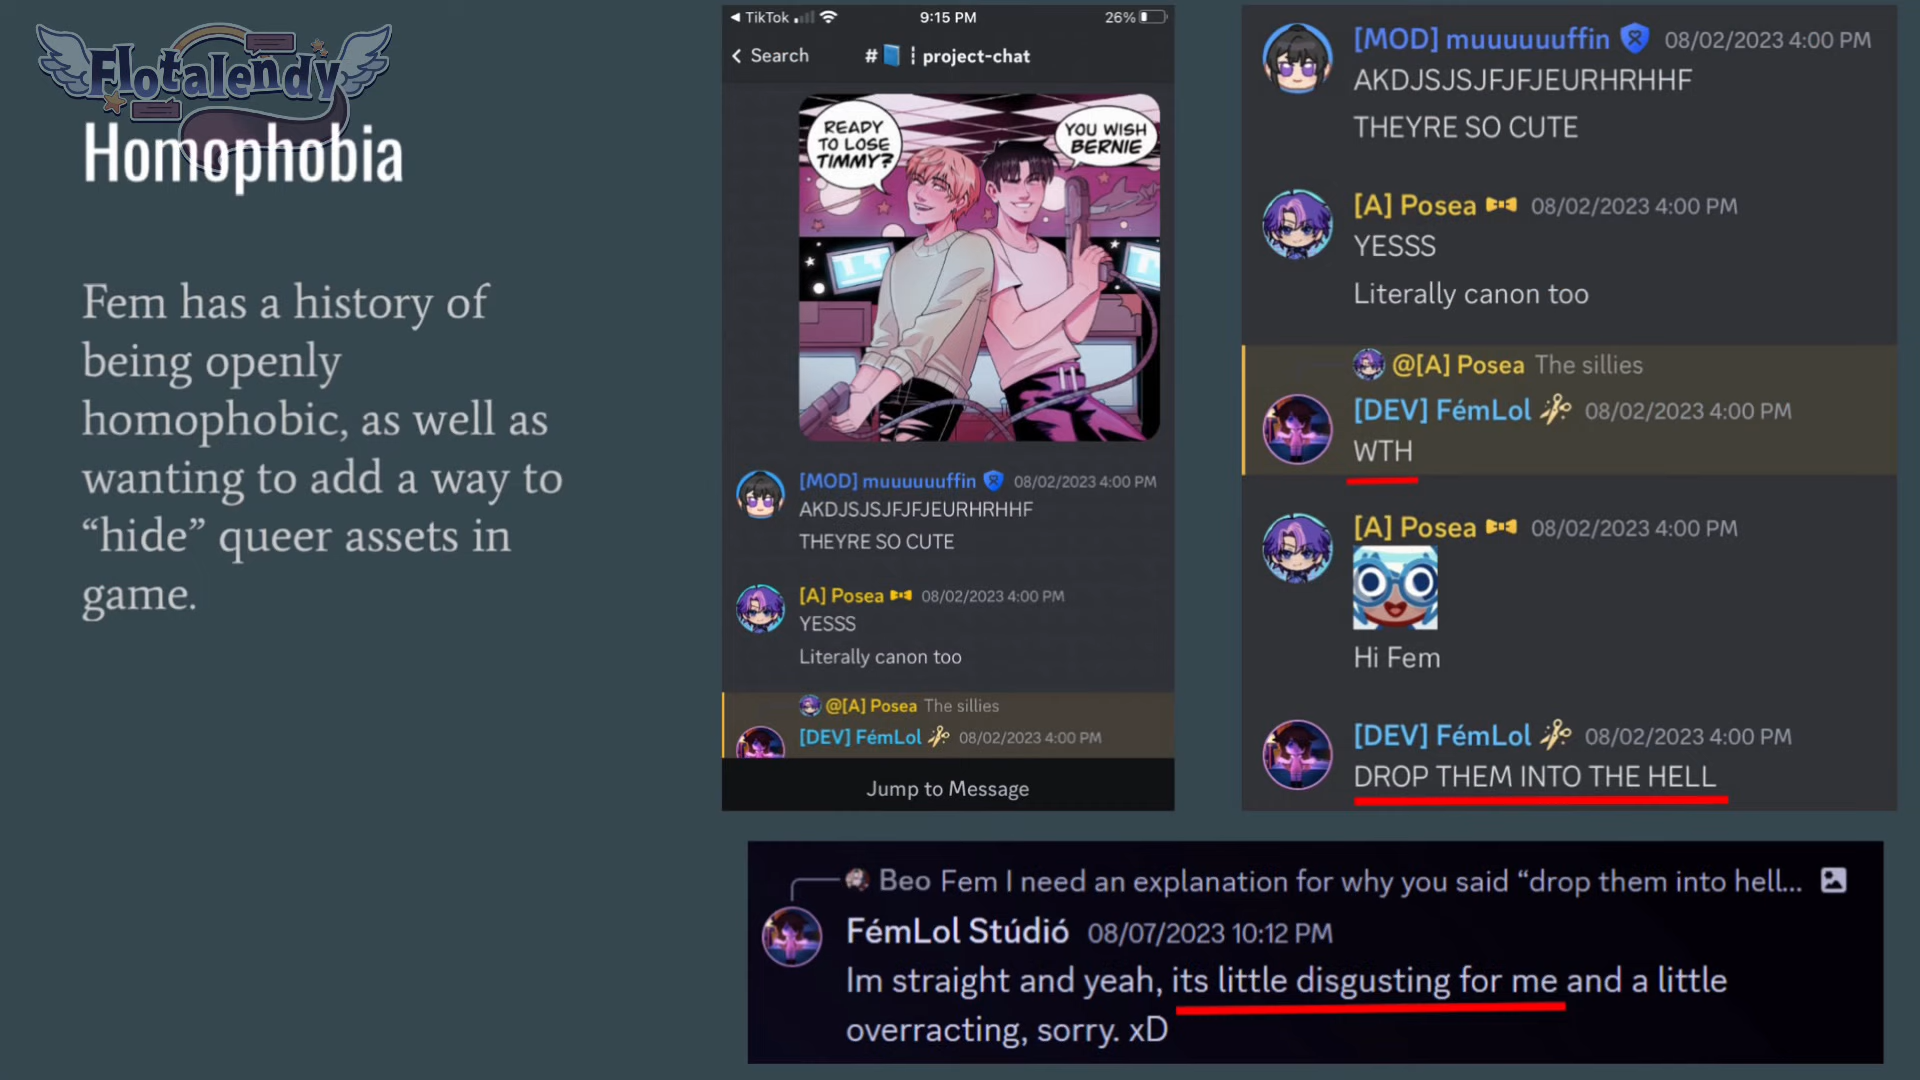 Flotalendy
Homophobia
Fem has a history of
being openly
homophobic, as well as
wanting to add a way to
“hide” queer assets in
game.
TikTok
9:15 PM
26%
Search
# ¦ project-chat
READY
TO LOSE
TIMMY?
YOU WISH
BERNIE
[MOD] muuuuuuffin 08/02/2023 4:00 PM
AKDJSJSJFJFJEURHRHHF
THEYRE SO CUTE
[A] Posea 08/02/2023 4:00 PM
YESSS
Literally canon too
@[A] Posea The sillies
[DEV] FémLol 08/02/2023 4:00 PM
Jump to Message
[MOD] muuuuuuffin 08/02/2023 4:00 PM
AKDJSJSJFJFJEURHRHHF
THEYRE SO CUTE
[A] Posea 08/02/2023 4:00 PM
YESSS
Literally canon too
@[A] Posea The sillies
[DEV] FémLol 08/02/2023 4:00 PM
WTH
[A] Posea 08/02/2023 4:00 PM
Hi Fem
[DEV] FémLol 08/02/2023 4:00 PM
DROP THEM INTO THE HELL
Beo Fem I need an explanation for why you said “drop them into hell...
FémLol Stúdió 08/07/2023 10:12 PM
Im straight and yeah, its little disgusting for me and a little
overracting, sorry. xD